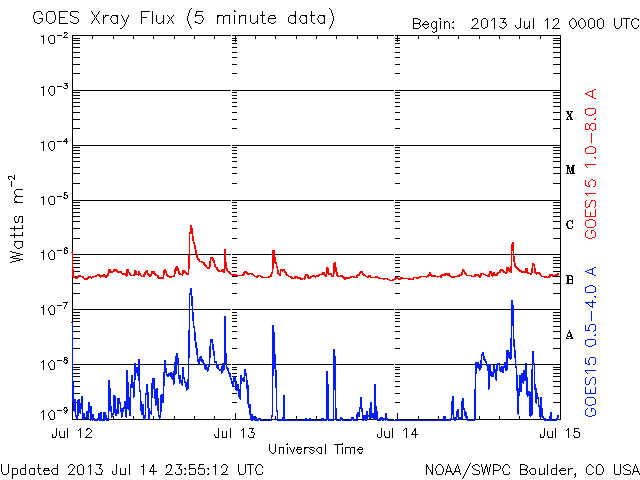 GOES Xray Flux (5 minute data)
Begin: 2013 Jul 12 0000 UTC
10⁻²
10⁻³
10⁻⁴
10⁻⁵
10⁻⁶
10⁻⁷
10⁻⁸
10⁻⁹
Watts m⁻²
X
M
C
B
A
GOES15 1.0-8.0 A
GOES15 0.5-4.0 A
Jul 12 Jul 13 Jul 14 Jul 15
Universal Time
Updated 2013 Jul 14 23:55:12 UTC
NOAA/SWPC Boulder, CO USA